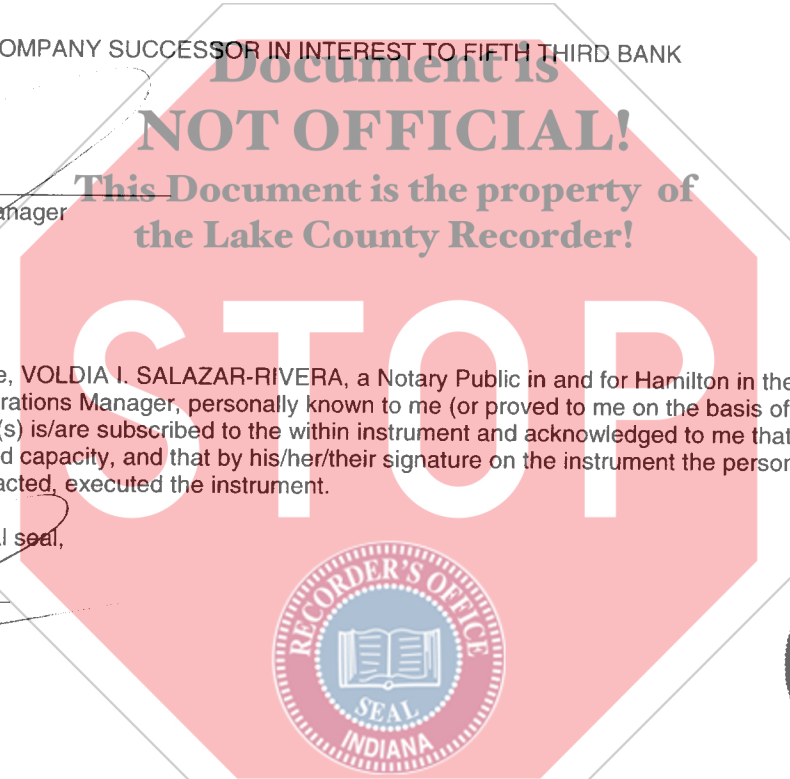 OMPANY SUCCESSOR IN INTEREST TO FIFTH THIRD BANK
Document is
NOT OFFICIAL!
This Document is the property of
anager
the Lake County Recorder!
STOP
e, VOLDIA I. SALAZAR-RIVERA, a Notary Public in and for Hamilton in the
rations Manager, personally known to me (or proved to me on the basis of
(s) is/are subscribed to the within instrument and acknowledged to me that
d capacity, and that by his/her/their signature on the instrument the person
acted, executed the instrument.
al seal,
RECORDER'S OFFICE
SEAL
INDIANA